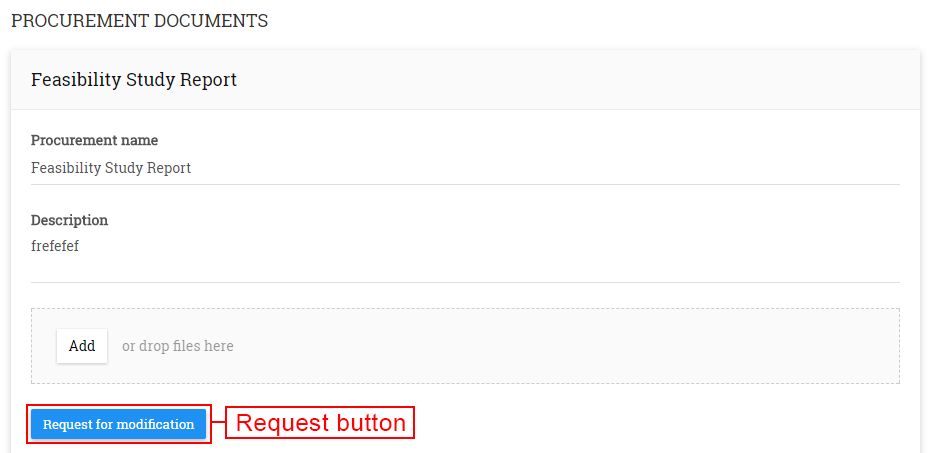 PROCUREMENT DOCUMENTS
Feasibility Study Report
Procurement name
Feasibility Study Report
Description
frefefef
Add or drop files here
Request for modification Request button